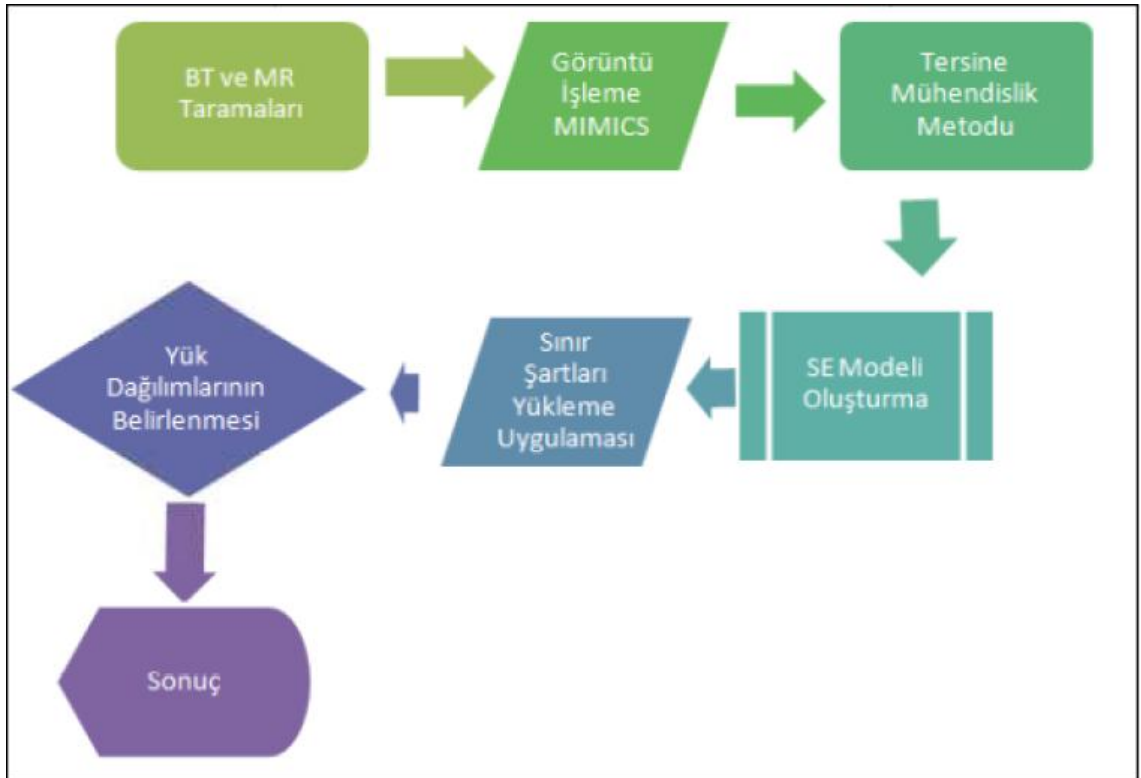 BT ve MR
Taramaları
Görüntü
İşleme
MIMICS
Tersine
Mühendislik
Metodu
SE Modeli
Oluşturma
Sınır
Şartları
Yükleme
Uygulaması
Yük
Dağılımlarının
Belirlenmesi
Sonuç